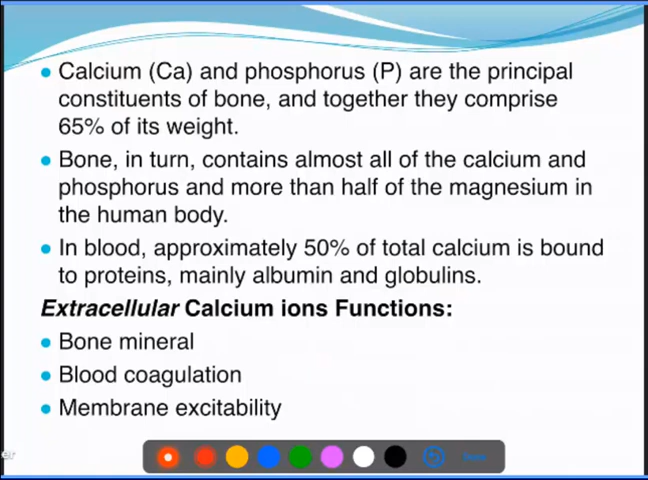 Calcium (Ca) and phosphorus (P) are the principal
constituents of bone, and together they comprise
65% of its weight.
Bone, in turn, contains almost all of the calcium and
phosphorus and more than half of the magnesium in
the human body.
In blood, approximately 50% of total calcium is bound
to proteins, mainly albumin and globulins.
Extracellular Calcium ions Functions:
Bone mineral
Blood coagulation
Membrane excitability